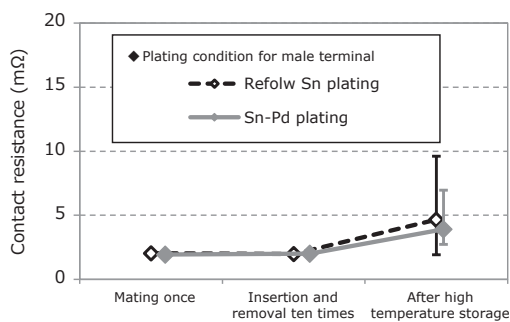 20
15
10
5
0
Contact resistance (mΩ)
◆ Plating condition for male terminal
Refolw Sn plating
Sn-Pd plating
Mating once
Insertion and
removal ten times
After high
temperature storage